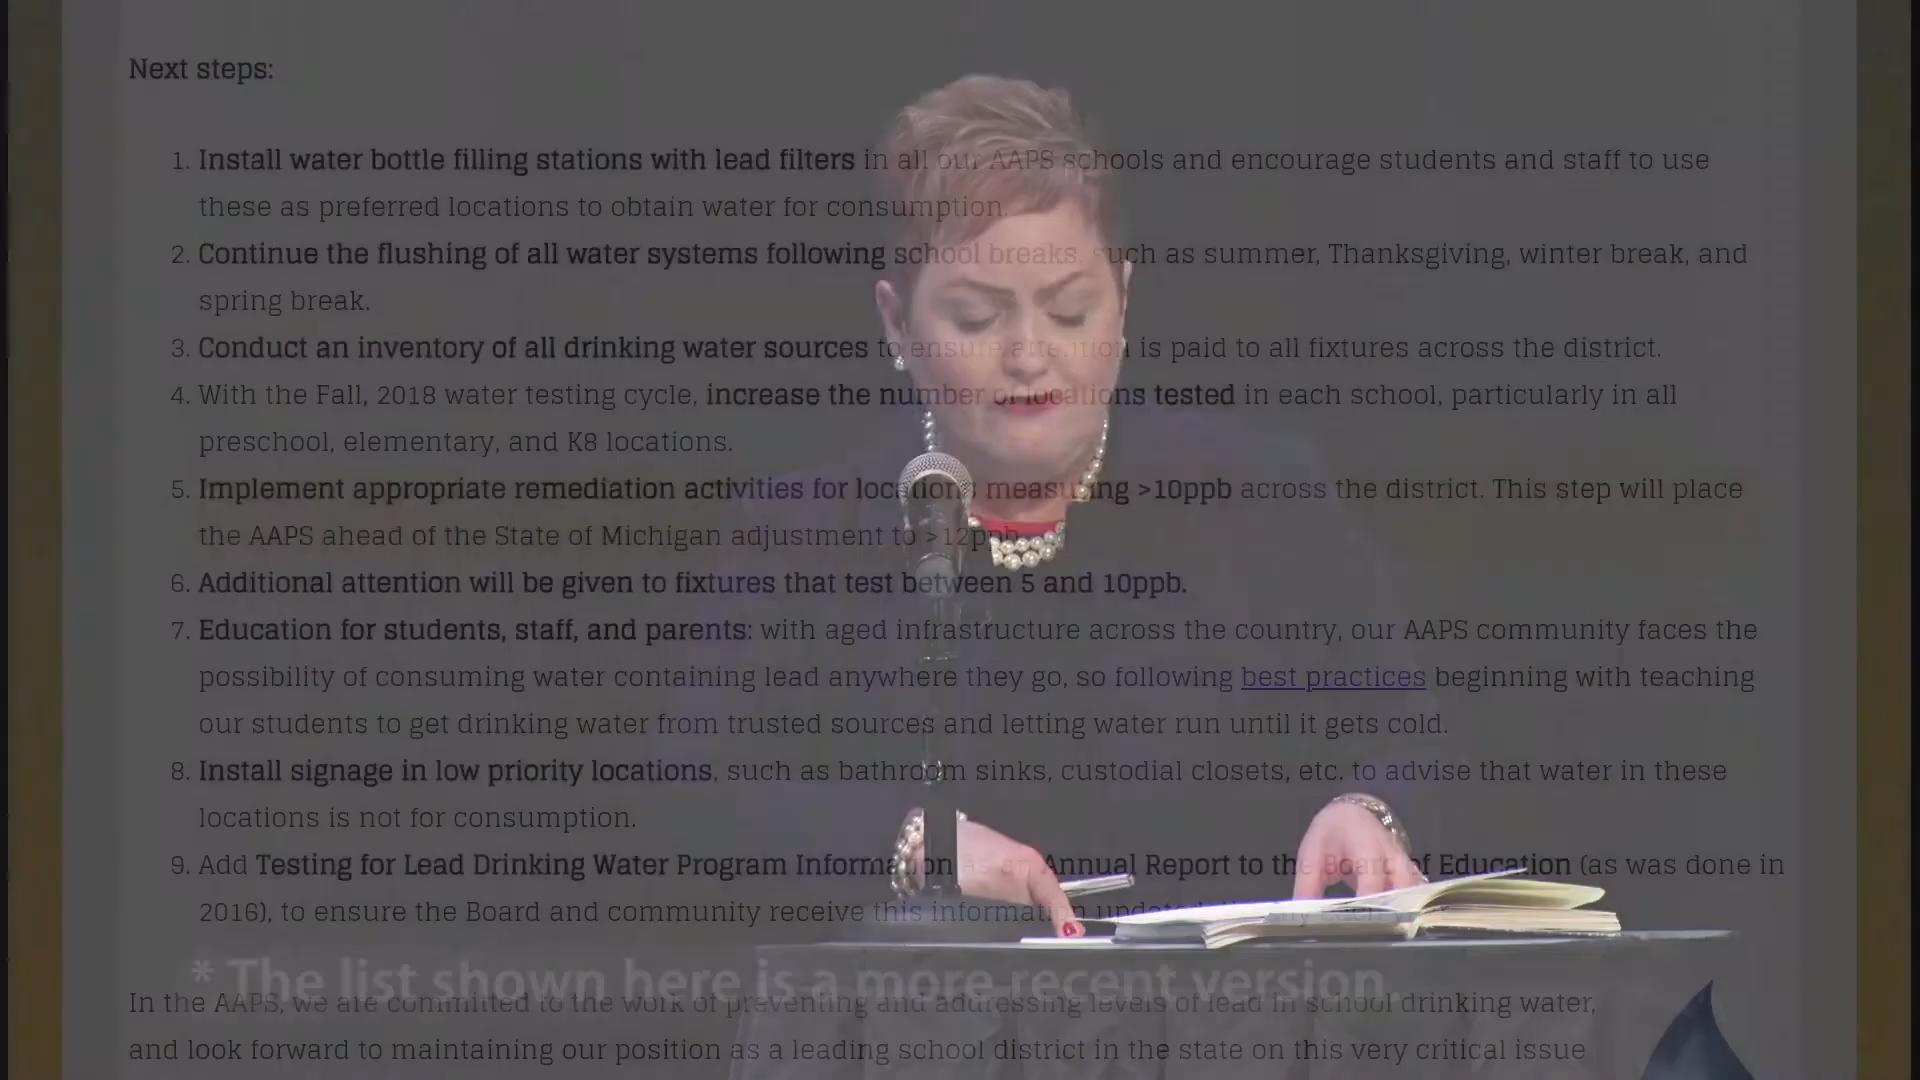 Next steps:
1. Install water bottle filling stations with lead filters in all our AAPS schools and encourage students and staff to use
these as preferred locations to obtain water for consumption.
2. Continue the flushing of all water systems following school breaks, such as summer, Thanksgiving, winter break, and
spring break.
3. Conduct an inventory of all drinking water sources to ensure attention is paid to all fixtures across the district.
4. With the Fall, 2018 water testing cycle, increase the number of locations tested in each school, particularly in all
preschool, elementary, and K8 locations.
5. Implement appropriate remediation activities for locations measuring >10ppb across the district. This step will place
the AAPS ahead of the State of Michigan adjustment to >12ppb.
6. Additional attention will be given to fixtures that test between 5 and 10ppb.
7. Education for students, staff, and parents: with aged infrastructure across the country, our AAPS community faces the
possibility of consuming water containing lead anywhere they go, so following best practices beginning with teaching
our students to get drinking water from trusted sources and letting water run until it gets cold.
8. Install signage in low priority locations, such as bathroom sinks, custodial closets, etc. to advise that water in these
locations is not for consumption.
9. Add Testing for Lead Drinking Water Program Information as an Annual Report to the Board of Education (as was done in
2016), to ensure the Board and community receive this information
* The list shown here is a more recent version.
In the AAPS, we are committed to the work of preventing and addressing levels of lead in school drinking water,
and look forward to maintaining our position as a leading school district in the state on this very critical issue